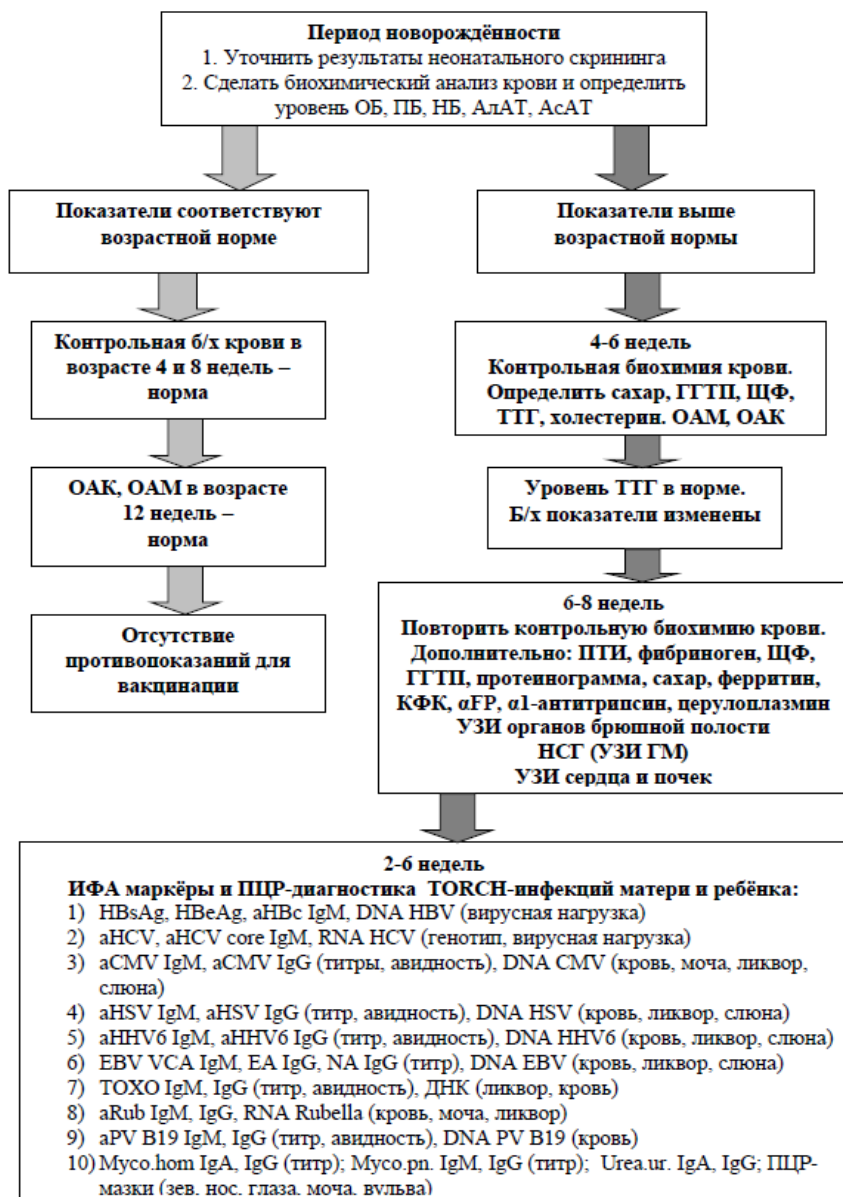 Период новорождённости
1. Уточнить результаты неонатального скрининга
2. Сделать биохимический анализ крови и определить
уровень ОБ, ПБ, НБ, АлАТ, АсАТ
Показатели соответствуют
возрастной норме
Контрольная б/х крови в
возрасте 4 и 8 недель –
норма
ОАК, ОАМ в возрасте
12 недель –
норма
Отсутствие
противопоказаний для
вакцинации
Показатели выше
возрастной нормы
4-6 недель
Контрольная биохимия крови.
Определить сахар, ГГТП, ЩФ,
ТТГ, холестерин. ОАМ, ОАК
Уровень ТТГ в норме.
Б/х показатели изменены
6-8 недель
Повторить контрольную биохимию крови.
Дополнительно: ПТИ, фибриноген, ЩФ,
ГГТП, протеинограмма, сахар, ферритин,
КФК, αFP, α1-антитрипсин, церулоплазмин
УЗИ органов брюшной полости
НСГ (УЗИ ГМ)
УЗИ сердца и почек
2-6 недель
ИФА маркёры и ПЦР-диагностика TORCH-инфекций матери и ребёнка:
1) HBsAg, HBeAg, aHBc IgM, DNA HBV (вирусная нагрузка)
2) aHCV, aHCV core IgM, RNA HCV (генотип, вирусная нагрузка)
3) aCMV IgM, aCMV IgG (титры, авидность), DNA CMV (кровь, моча, ликвор,
слюна)
4) aHSV IgM, aHSV IgG (титр, авидность), DNA HSV (кровь, ликвор, слюна)
5) aHHV6 IgM, aHHV6 IgG (титр, авидность), DNA HHV6 (кровь, ликвор, слюна)
6) EBV VCA IgM, EA IgG, NA IgG (титр), DNA EBV (кровь, ликвор, слюна)
7) TOXO IgM, IgG (титр, авидность), ДНК (ликвор, кровь)
8) aRub IgM, IgG, RNA Rubella (кровь, моча, ликвор)
9) aPV B19 IgM, IgG (титр, авидность), DNA PV B19 (кровь)
10) Myco.hom IgA, IgG (титр); Myco.pn. IgM, IgG (титр); Urea.ur. IgA, IgG; ПЦР-
мазки (зев, нос, глаза, моча, вульва)